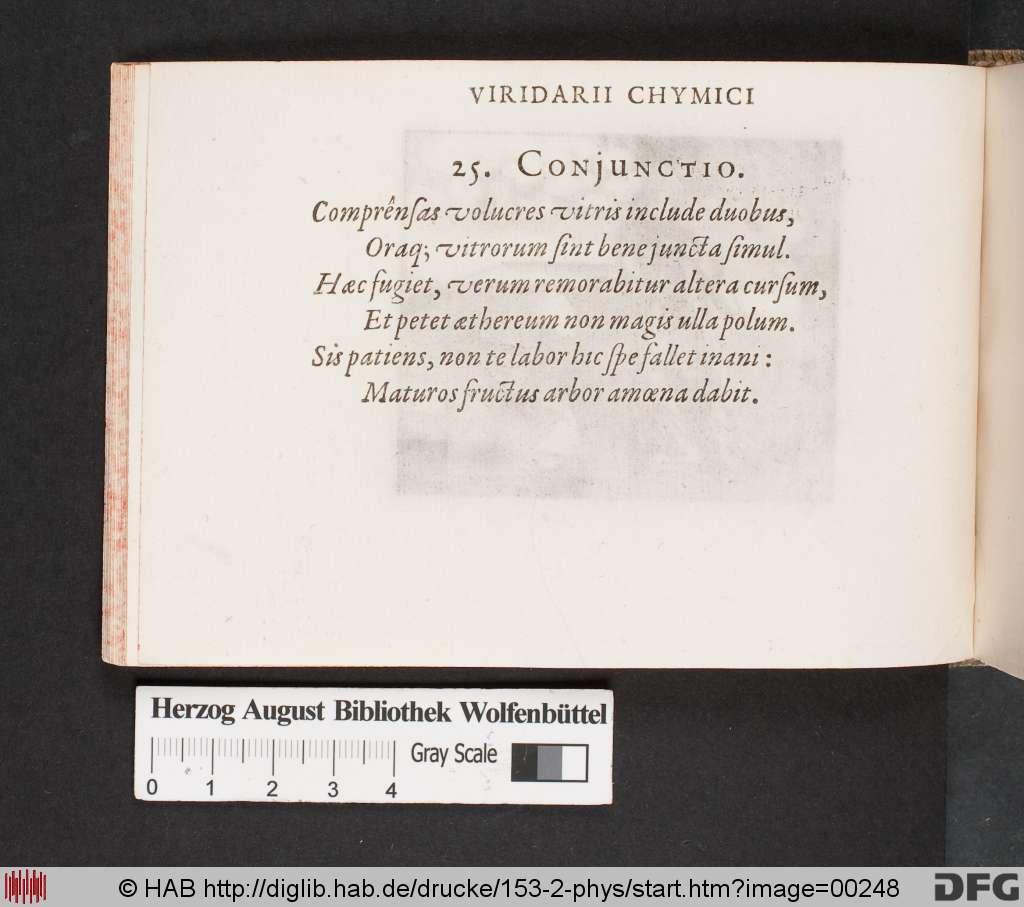 VIRIDARII CHYMICI
25. CONjUNCTIO.
Comprênſas volucres vitris include duobus,
Oraq; vitrorum ſint bene juncta ſimul.
Hæc fugiet, verum remorabitur altera curſum,
Et petet æthereum non magis ulla polum.
Sis patiens, non te labor hic ſpe fallet inani :
Maturos fructus arbor amœna dabit.
Herzog August Bibliothek Wolfenbüttel
Gray Scale
0 1 2 3 4
© HAB http://diglib.hab.de/drucke/153-2-phys/start.htm?image=00248
DFG